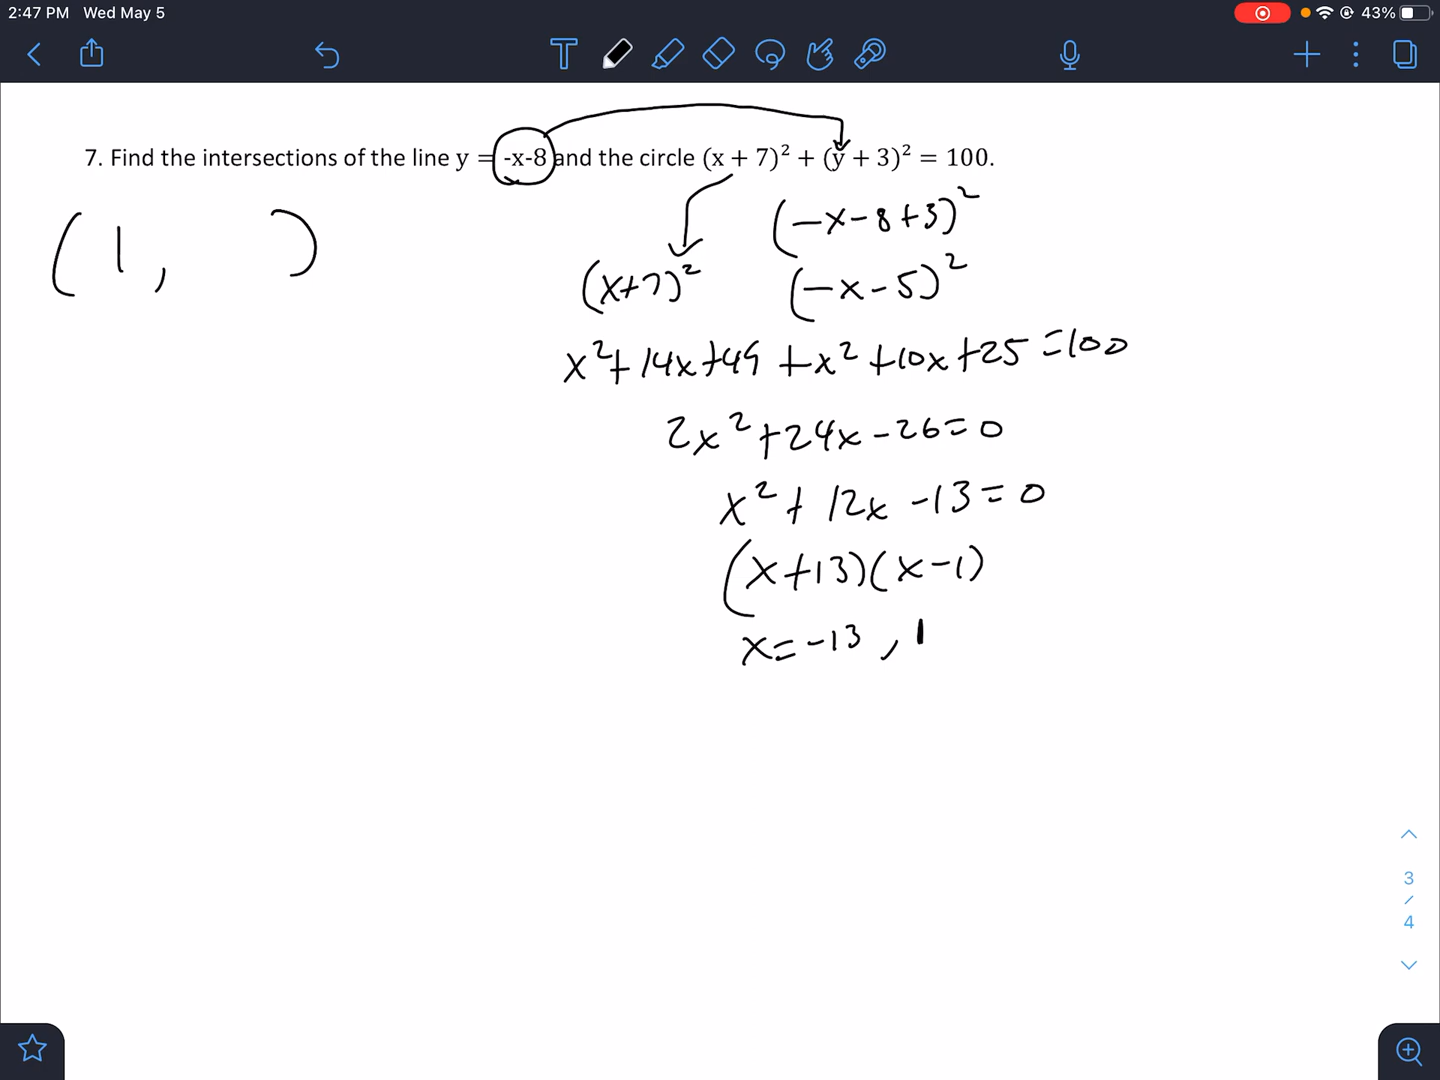 2:47 PM Wed May 5
43%
7. Find the intersections of the line y = -x-8 and the circle (x + 7)² + (y + 3)² = 100.
(-x-8+3)²
(1, )
(x+7)² (-x-5)²
x²+14x+49 +x²+10x+25=100
2x²+24x-26=0
x²+12x-13=0
(x+13)(x-1)
x=-13, 1
3
/
4